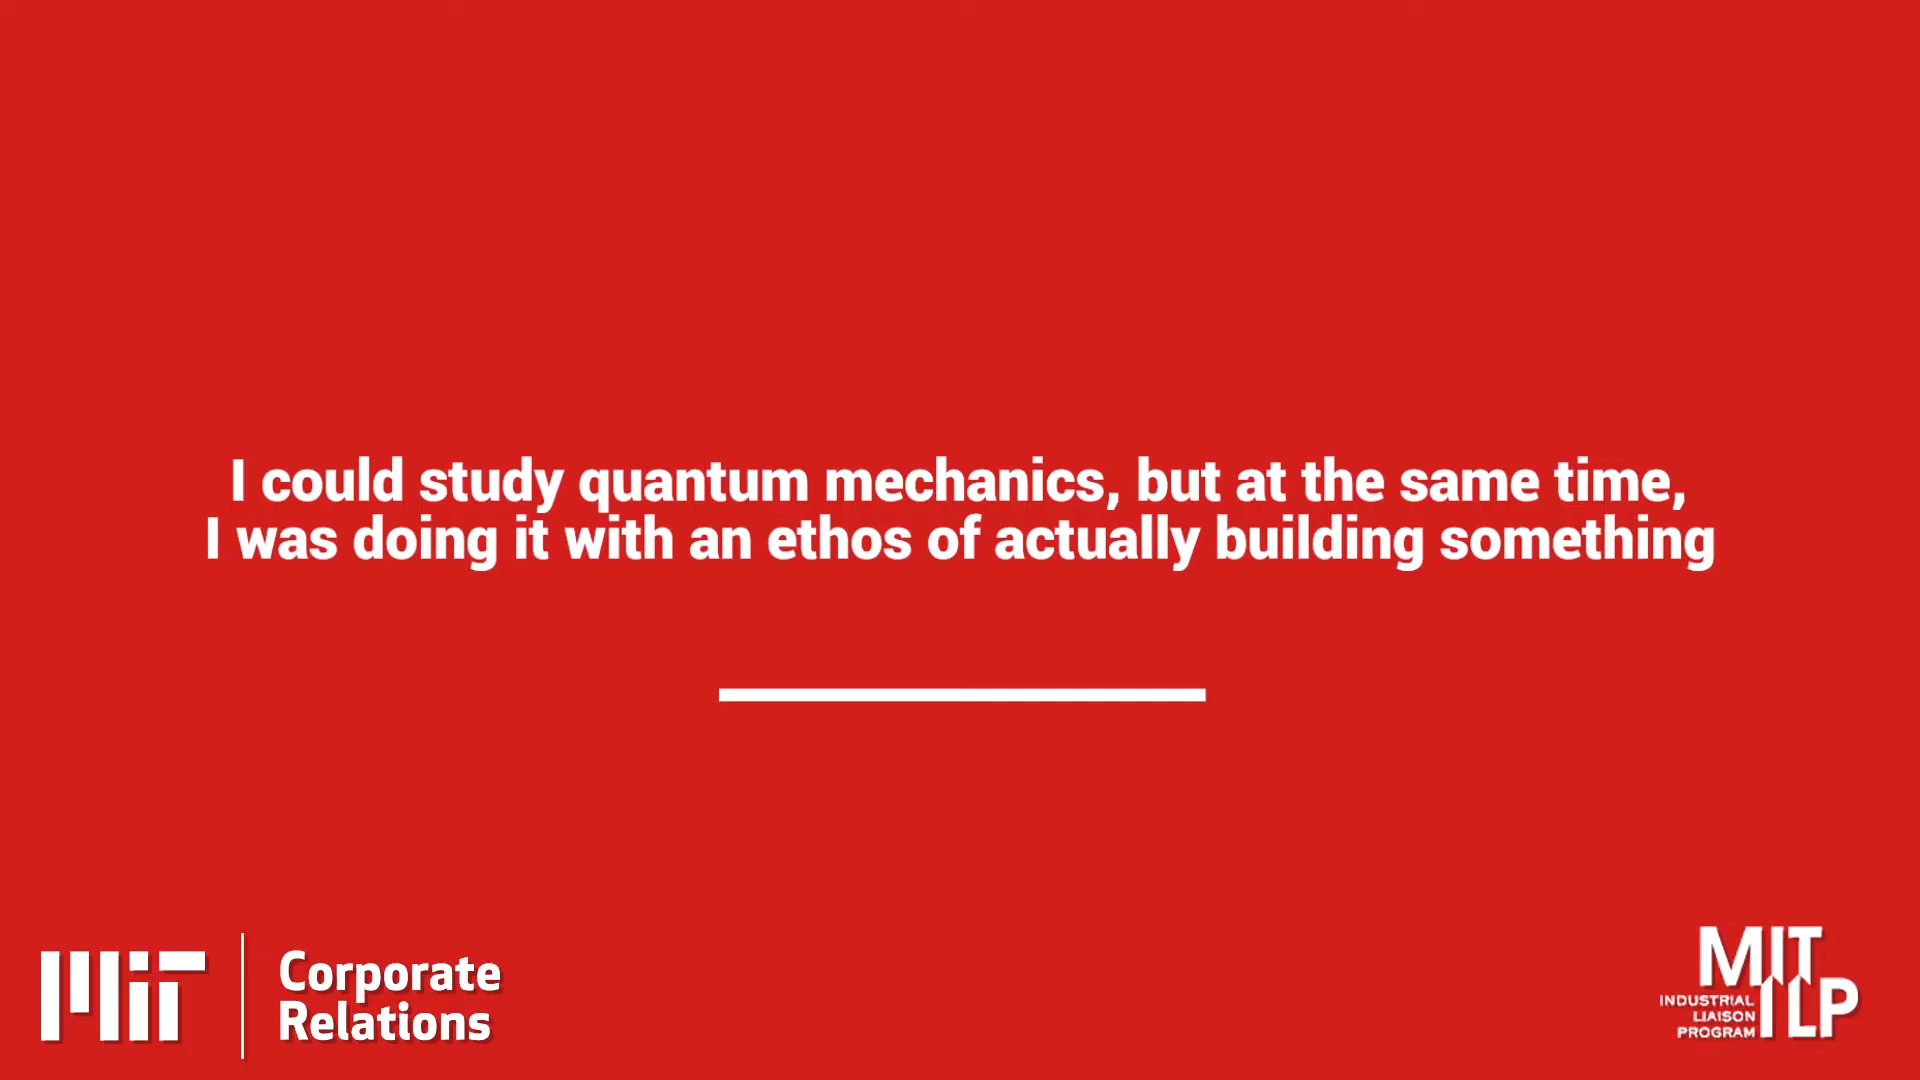 I could study quantum mechanics, but at the same time,
I was doing it with an ethos of actually building something
MIT
Corporate
Relations
MIT
ILP
INDUSTRIAL
LIAISON
PROGRAM